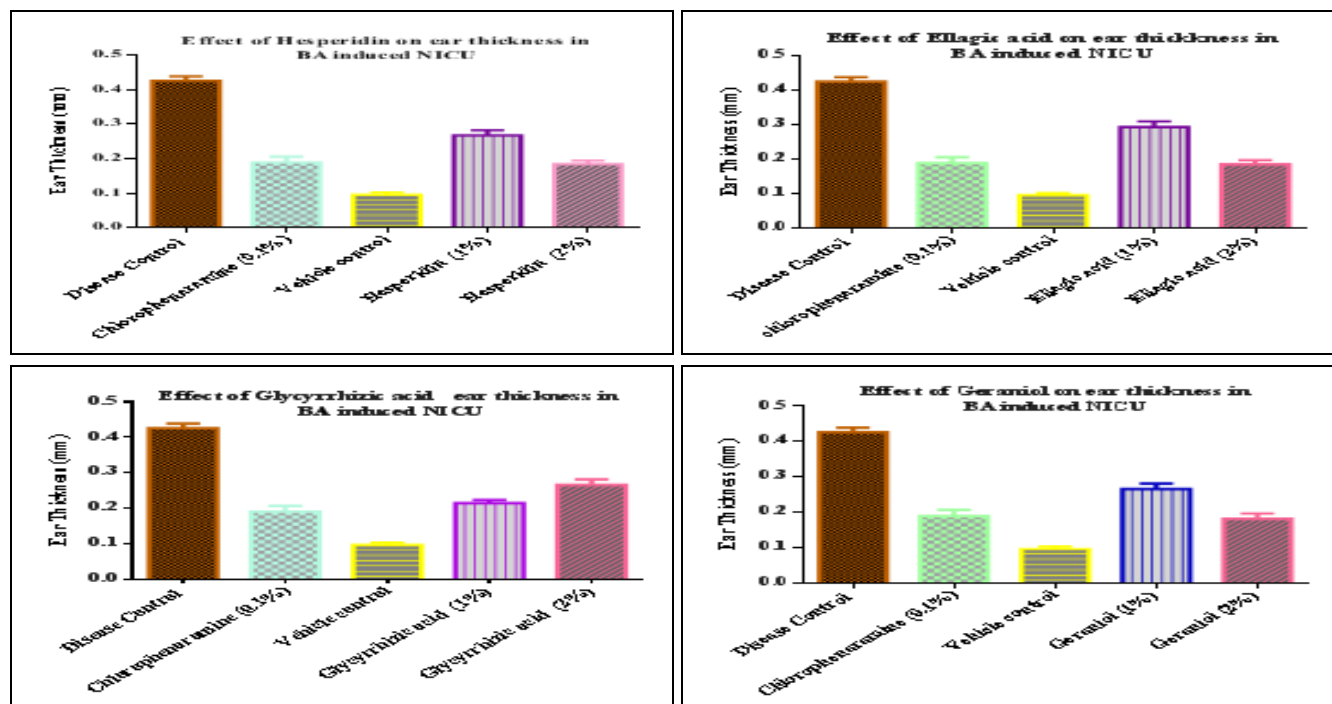 Effect of Hesperidin on ear thickness in
BA induced NICU
Ear Thickness (mm)
0.5
0.4
0.3
0.2
0.1
0.0
Disease Control
Chloropheneramine (0.1%)
Vehicle control
Hesperidin (1%)
Hesperidin (2%)
Effect of Ellagic acid on ear thickkness in
BA induced NICU
Ear Thickness (mm)
0.5
0.4
0.3
0.2
0.1
0.0
Disease Control
chloropheneramine (0.1%)
Vehicle control
Ellagic acid (1%)
Ellagic acid (2%)
Effect of Glycyrrhizic acid ear thickness in
BA induced NICU
Ear Thickness (mm)
0.5
0.4
0.3
0.2
0.1
0.0
Disease Control
Chloropheneramine (0.1%)
Vehicle control
Glycyrrhizic acid (1%)
Glycyrrhizic acid (2%)
Effect of Geraniol on ear thickness in
BA induced NICU
Ear Thickness (mm)
0.5
0.4
0.3
0.2
0.1
0.0
Disease Control
Chloropheneramine (0.1%)
Vehicle control
Geraniol (1%)
Geraniol (2%)